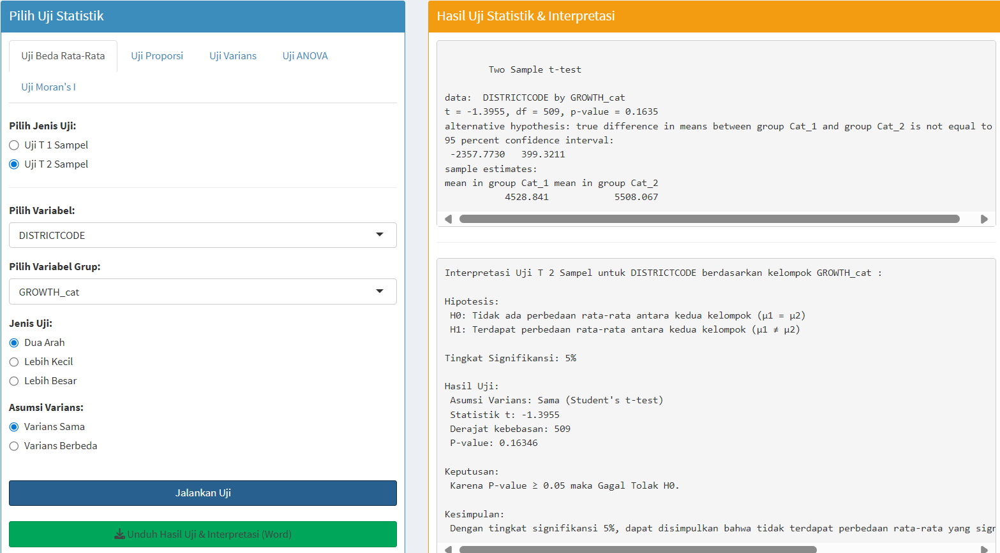 Pilih Uji Statistik
Uji Beda Rata-Rata
Uji Proporsi
Uji Varians
Uji ANOVA
Uji Moran's I
Pilih Jenis Uji:
Uji T 1 Sampel
Uji T 2 Sampel
Pilih Variabel:
DISTRICTCODE
Pilih Variabel Grup:
GROWTH_cat
Jenis Uji:
Dua Arah
Lebih Kecil
Lebih Besar
Asumsi Varians:
Varians Sama
Varians Berbeda
Jalankan Uji
Unduh Hasil Uji & Interpretasi (Word)
Hasil Uji Statistik & Interpretasi
Two Sample t-test
data:  DISTRICTCODE by GROWTH_cat
t = -1.3955, df = 509, p-value = 0.1635
alternative hypothesis: true difference in means between group Cat_1 and group Cat_2 is not equal to
95 percent confidence interval:
-2357.7730   399.3211
sample estimates:
mean in group Cat_1 mean in group Cat_2
4528.841            5508.067
Interpretasi Uji T 2 Sampel untuk DISTRICTCODE berdasarkan kelompok GROWTH_cat :
Hipotesis:
H0: Tidak ada perbedaan rata-rata antara kedua kelompok (μ1 = μ2)
H1: Terdapat perbedaan rata-rata antara kedua kelompok (μ1 ≠ μ2)
Tingkat Signifikansi: 5%
Hasil Uji:
Asumsi Varians: Sama (Student's t-test)
Statistik t: -1.3955
Derajat kebebasan: 509
P-value: 0.16346
Keputusan:
Karena P-value ≥ 0.05 maka Gagal Tolak H0.
Kesimpulan:
Dengan tingkat signifikansi 5%, dapat disimpulkan bahwa tidak terdapat perbedaan rata-rata yang